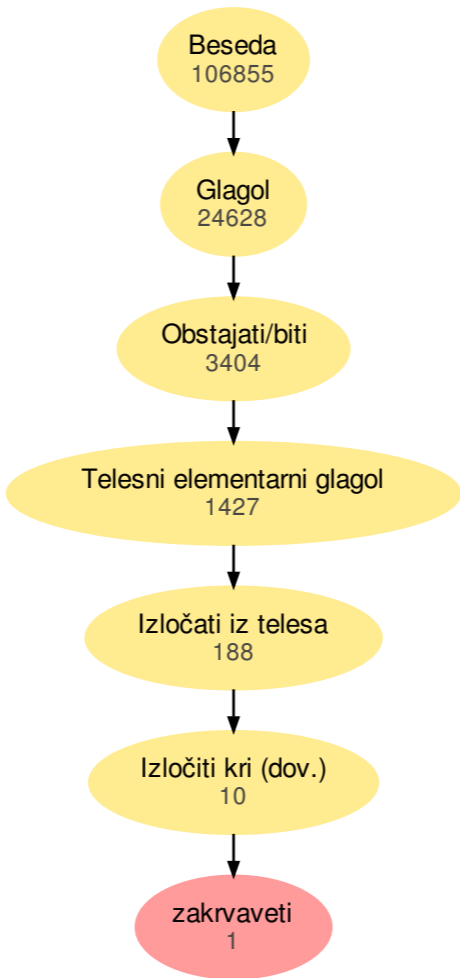 Beseda
106855
Glagol
24628
Obstajati/biti
3404
Telesni elementarni glagol
1427
Izločati iz telesa
188
Izločiti kri (dov.)
10
zakrvaveti
1